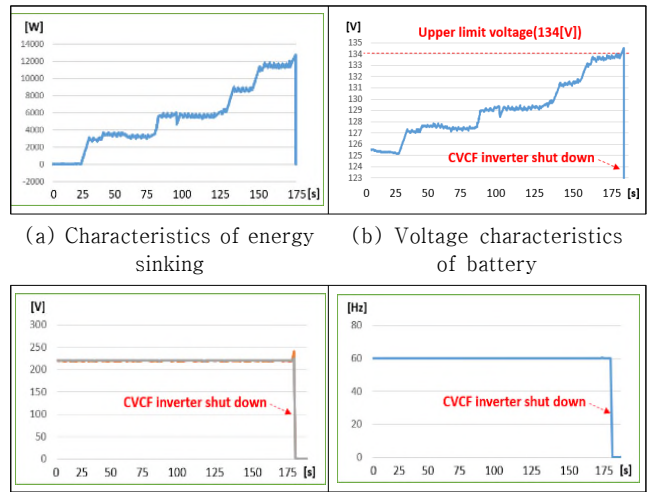 [W]
14000
12000
10000
8000
6000
4000
2000
0
-2000
0 25 50 75 100 125 150 175 [s]
[V]
Upper limit voltage(134[V])
135
134
133
132
131
130
129
128
127
126
125
124
123
CVCF inverter shut down
0 25 50 75 100 125 150 175 [s]
(a) Characteristics of energy
sinking
(b) Voltage characteristics
of battery
[V]
300
250
200
150
100
50
0
CVCF inverter shut down
0 25 50 75 100 125 150 175 [s]
[Hz]
80
60
40
20
0
CVCF inverter shut down
0 25 50 75 100 125 150 175 [s]